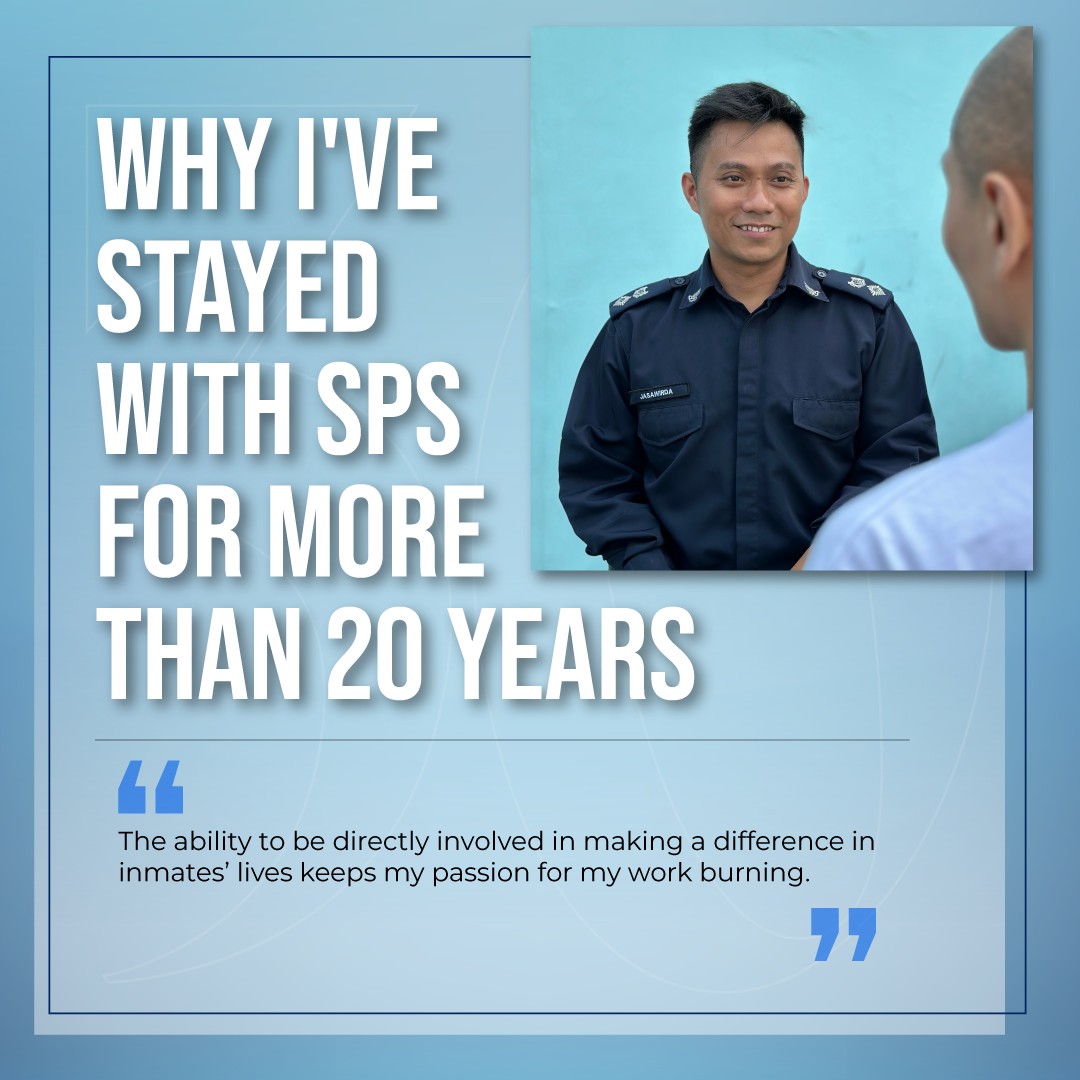 WHY I'VE
STAYED
WITH SPS
FOR MORE
THAN 20 YEARS
JASAWIRDA
“
The ability to be directly involved in making a difference in
inmates’ lives keeps my passion for my work burning.
”